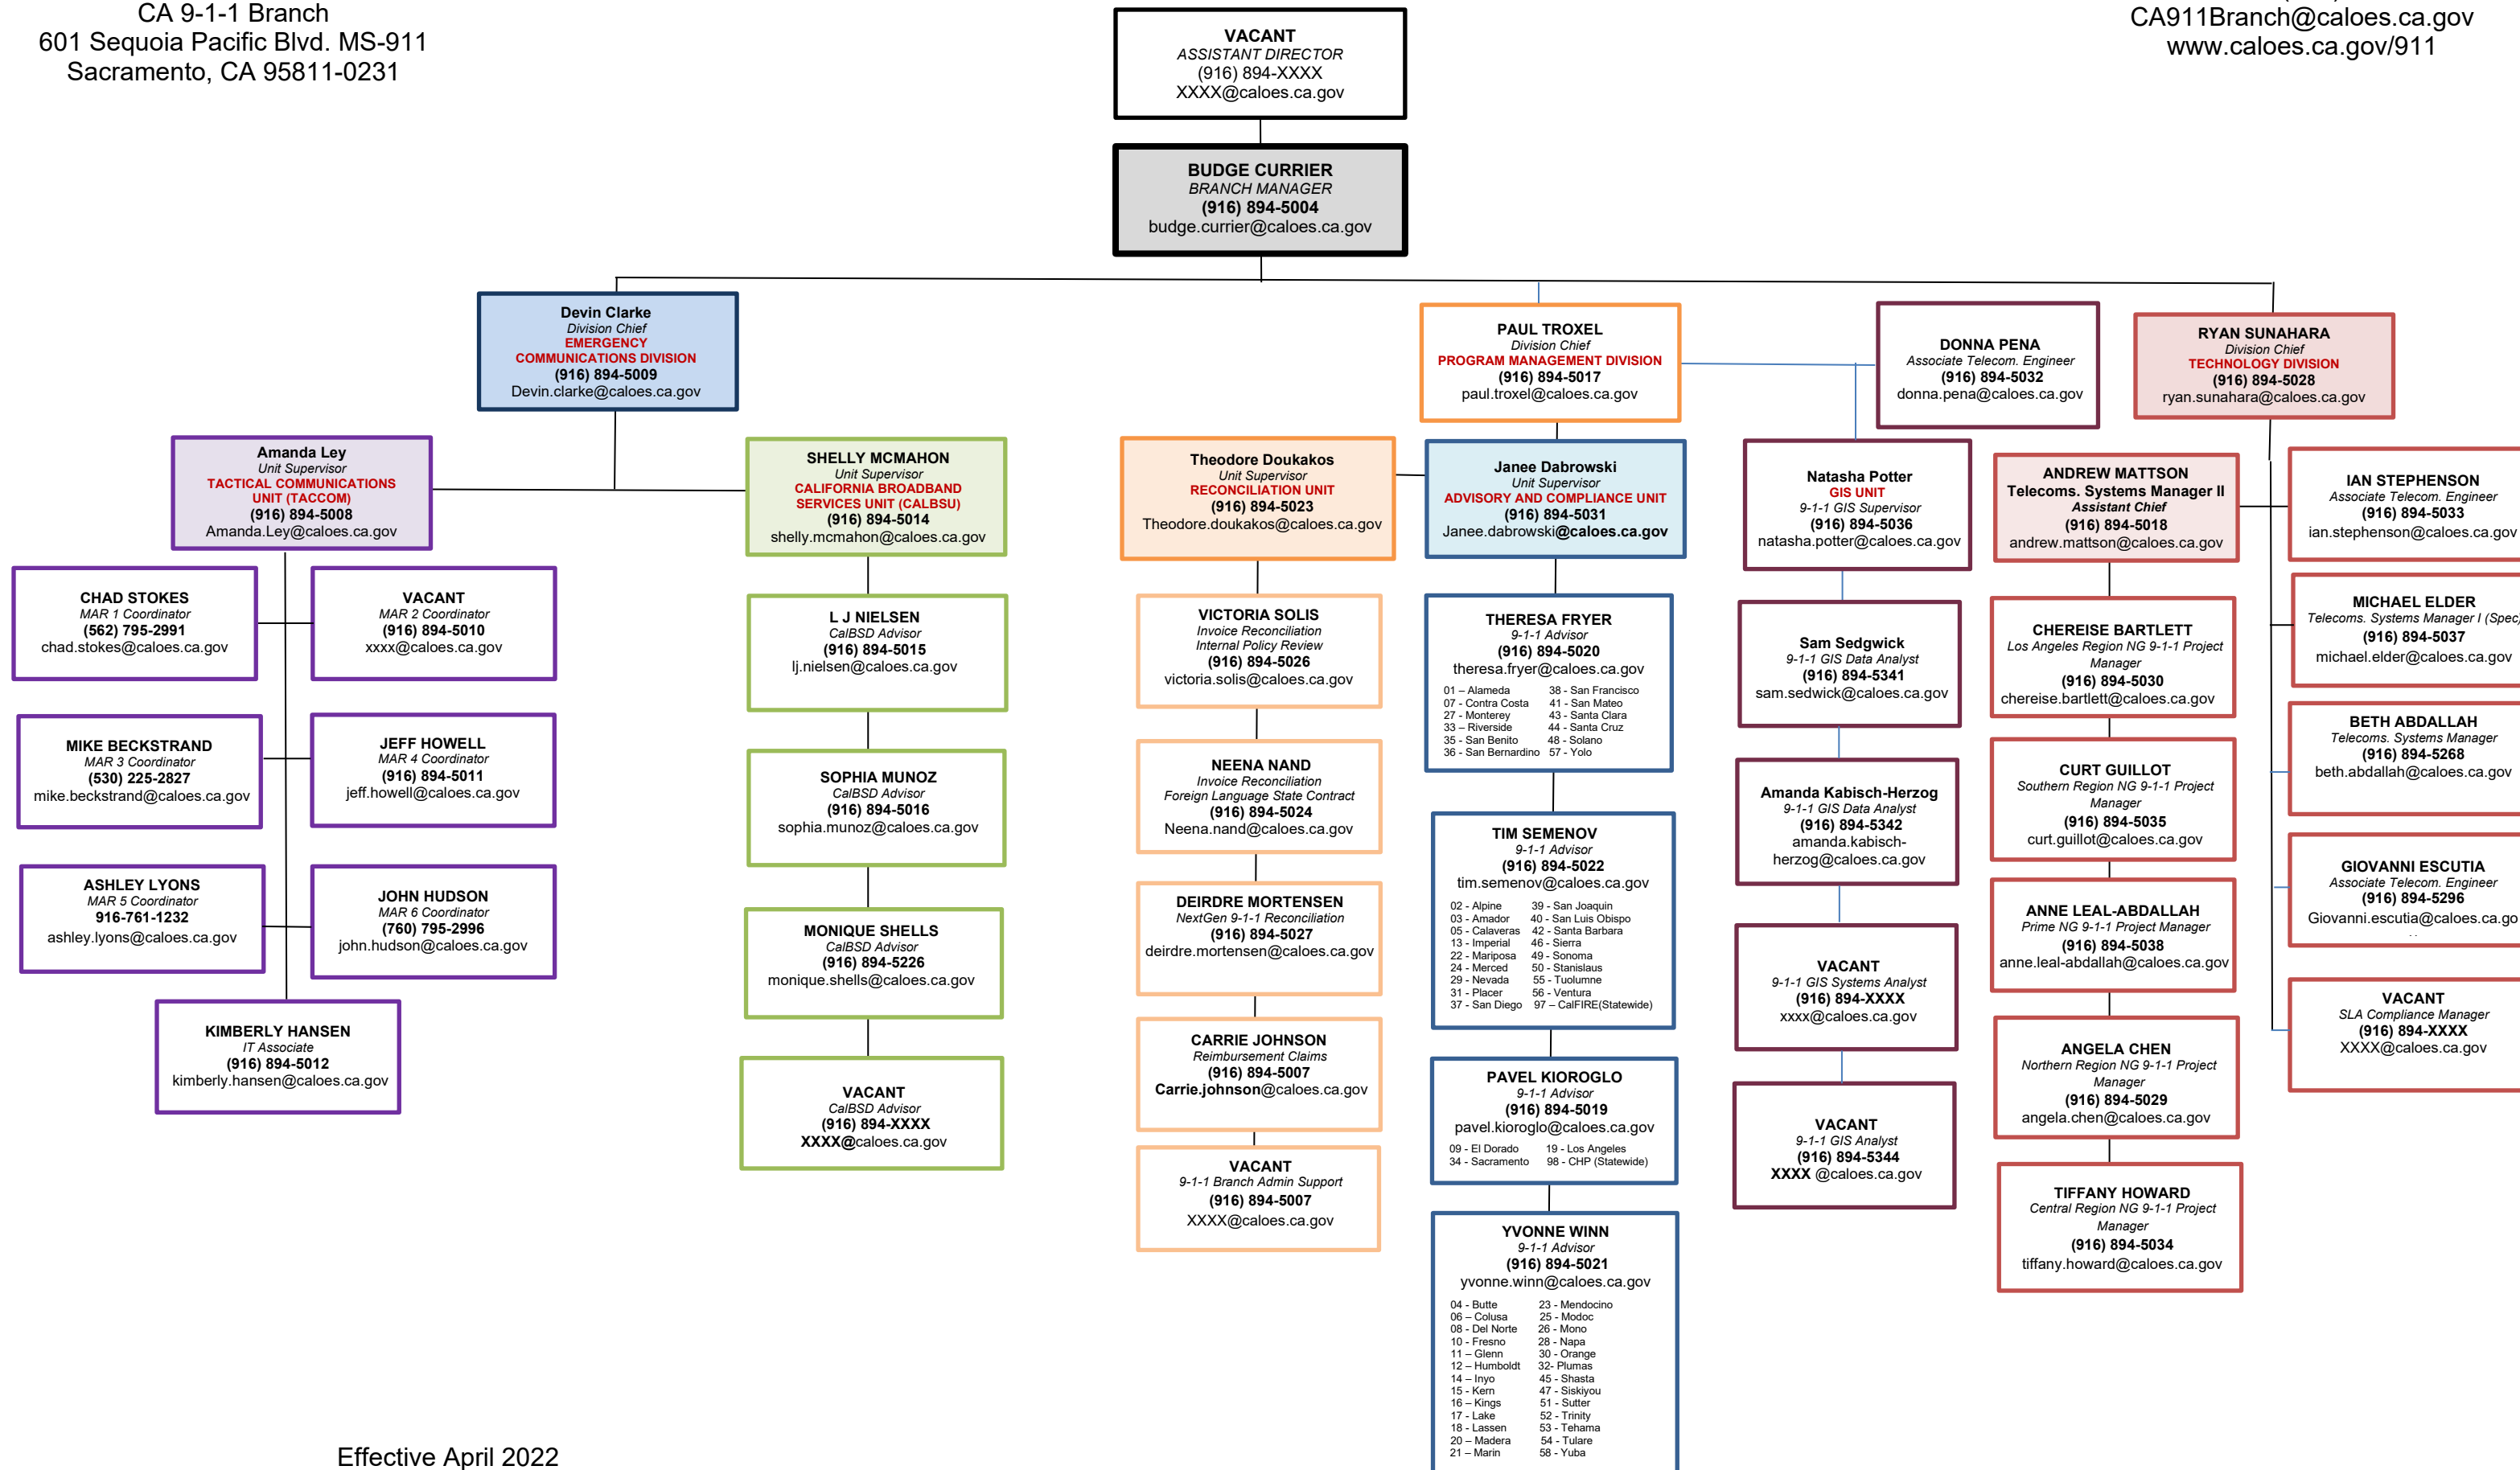 CA 9-1-1 Branch
601 Sequoia Pacific Blvd. MS-911
Sacramento, CA 95811-0231
CA911Branch@caloes.ca.gov
www.caloes.ca.gov/911
VACANT
ASSISTANT DIRECTOR
(916) 894-XXXX
XXXX@caloes.ca.gov
BUDGE CURRIER
BRANCH MANAGER
(916) 894-5004
budge.currier@caloes.ca.gov
Devin Clarke
Division Chief
EMERGENCY
COMMUNICATIONS DIVISION
(916) 894-5009
Devin.clarke@caloes.ca.gov
PAUL TROXEL
Division Chief
PROGRAM MANAGEMENT DIVISION
(916) 894-5017
paul.troxel@caloes.ca.gov
DONNA PENA
Associate Telecom. Engineer
(916) 894-5032
donna.pena@caloes.ca.gov
RYAN SUNAHARA
Division Chief
TECHNOLOGY DIVISION
(916) 894-5028
ryan.sunahara@caloes.ca.gov
Amanda Ley
Unit Supervisor
TACTICAL COMMUNICATIONS
UNIT (TACCOM)
(916) 894-5008
Amanda.Ley@caloes.ca.gov
CHAD STOKES
MAR 1 Coordinator
(562) 795-2991
chad.stokes@caloes.ca.gov
VACANT
MAR 2 Coordinator
(916) 894-5010
xxxx@caloes.ca.gov
MIKE BECKSTRAND
MAR 3 Coordinator
(530) 225-2827
mike.beckstrand@caloes.ca.gov
JEFF HOWELL
MAR 4 Coordinator
(916) 894-5011
jeff.howell@caloes.ca.gov
ASHLEY LYONS
MAR 5 Coordinator
916-761-1232
ashley.lyons@caloes.ca.gov
JOHN HUDSON
MAR 6 Coordinator
(760) 795-2996
john.hudson@caloes.ca.gov
KIMBERLY HANSEN
IT Associate
(916) 894-5012
kimberly.hansen@caloes.ca.gov
SHELLY MCMAHON
Unit Supervisor
CALIFORNIA BROADBAND
SERVICES UNIT (CALBSU)
(916) 894-5014
shelly.mcmahon@caloes.ca.gov
L J NIELSEN
CalBSD Advisor
(916) 894-5015
lj.nielsen@caloes.ca.gov
SOPHIA MUNOZ
CalBSD Advisor
(916) 894-5016
sophia.munoz@caloes.ca.gov
MONIQUE SHELLS
CalBSD Advisor
(916) 894-5226
monique.shells@caloes.ca.gov
VACANT
CalBSD Advisor
(916) 894-XXXX
XXXX@caloes.ca.gov
Theodore Doukakos
Unit Supervisor
RECONCILIATION UNIT
(916) 894-5023
Theodore.doukakos@caloes.ca.gov
VICTORIA SOLIS
Invoice Reconciliation
Internal Policy Review
(916) 894-5026
victoria.solis@caloes.ca.gov
NEENA NAND
Invoice Reconciliation
Foreign Language State Contract
(916) 894-5024
Neena.nand@caloes.ca.gov
DEIRDRE MORTENSEN
NextGen 9-1-1 Reconciliation
(916) 894-5027
deirdre.mortensen@caloes.ca.gov
CARRIE JOHNSON
Reimbursement Claims
(916) 894-5007
Carrie.johnson@caloes.ca.gov
VACANT
9-1-1 Branch Admin Support
(916) 894-5007
XXXX@caloes.ca.gov
Janee Dabrowski
Unit Supervisor
ADVISORY AND COMPLIANCE UNIT
(916) 894-5031
Janee.dabrowski@caloes.ca.gov
THERESA FRYER
9-1-1 Advisor
(916) 894-5020
theresa.fryer@caloes.ca.gov
01 – Alameda 38 - San Francisco
07 - Contra Costa 41 - San Mateo
27 - Monterey 43 - Santa Clara
33 – Riverside 44 - Santa Cruz
35 - San Benito 48 - Solano
36 - San Bernardino 57 - Yolo
TIM SEMENOV
9-1-1 Advisor
(916) 894-5022
tim.semenov@caloes.ca.gov
02 - Alpine 39 - San Joaquin
03 - Amador 40 - San Luis Obispo
05 - Calaveras 42 - Santa Barbara
13 - Imperial 46 - Sierra
22 - Mariposa 49 - Sonoma
24 - Merced 50 - Stanislaus
29 - Nevada 55 - Tuolumne
31 - Placer 56 - Ventura
37 - San Diego 97 – CalFIRE(Statewide)
PAVEL KIOROGLO
9-1-1 Advisor
(916) 894-5019
pavel.kioroglo@caloes.ca.gov
09 - El Dorado 19 - Los Angeles
34 - Sacramento 98 - CHP (Statewide)
YVONNE WINN
9-1-1 Advisor
(916) 894-5021
yvonne.winn@caloes.ca.gov
04 - Butte 23 - Mendocino
06 – Colusa 25 - Modoc
08 - Del Norte 26 - Mono
10 - Fresno 28 - Napa
11 – Glenn 30 - Orange
12 – Humboldt 32- Plumas
14 – Inyo 45 - Shasta
15 - Kern 47 - Siskiyou
16 – Kings 51 - Sutter
17 - Lake 52 - Trinity
18 - Lassen 53 - Tehama
20 – Madera 54 - Tulare
21 – Marin 58 - Yuba
Natasha Potter
GIS UNIT
9-1-1 GIS Supervisor
(916) 894-5036
natasha.potter@caloes.ca.gov
Sam Sedgwick
9-1-1 GIS Data Analyst
(916) 894-5341
sam.sedwick@caloes.ca.gov
Amanda Kabisch-Herzog
9-1-1 GIS Data Analyst
(916) 894-5342
amanda.kabisch-
herzog@caloes.ca.gov
VACANT
9-1-1 GIS Systems Analyst
(916) 894-XXXX
xxxx@caloes.ca.gov
VACANT
9-1-1 GIS Analyst
(916) 894-5344
XXXX @caloes.ca.gov
ANDREW MATTSON
Telecoms. Systems Manager II
Assistant Chief
(916) 894-5018
andrew.mattson@caloes.ca.gov
CHEREISE BARTLETT
Los Angeles Region NG 9-1-1 Project
Manager
(916) 894-5030
chereise.bartlett@caloes.ca.gov
CURT GUILLOT
Southern Region NG 9-1-1 Project
Manager
(916) 894-5035
curt.guillot@caloes.ca.gov
ANNE LEAL-ABDALLAH
Prime NG 9-1-1 Project Manager
(916) 894-5038
anne.leal-abdallah@caloes.ca.gov
ANGELA CHEN
Northern Region NG 9-1-1 Project
Manager
(916) 894-5029
angela.chen@caloes.ca.gov
TIFFANY HOWARD
Central Region NG 9-1-1 Project
Manager
(916) 894-5034
tiffany.howard@caloes.ca.gov
IAN STEPHENSON
Associate Telecom. Engineer
(916) 894-5033
ian.stephenson@caloes.ca.gov
MICHAEL ELDER
Telecoms. Systems Manager I (Spec)
(916) 894-5037
michael.elder@caloes.ca.gov
BETH ABDALLAH
Telecoms. Systems Manager
(916) 894-5268
beth.abdallah@caloes.ca.gov
GIOVANNI ESCUTIA
Associate Telecom. Engineer
(916) 894-5296
Giovanni.escutia@caloes.ca.go
VACANT
SLA Compliance Manager
(916) 894-XXXX
XXXX@caloes.ca.gov
Effective April 2022